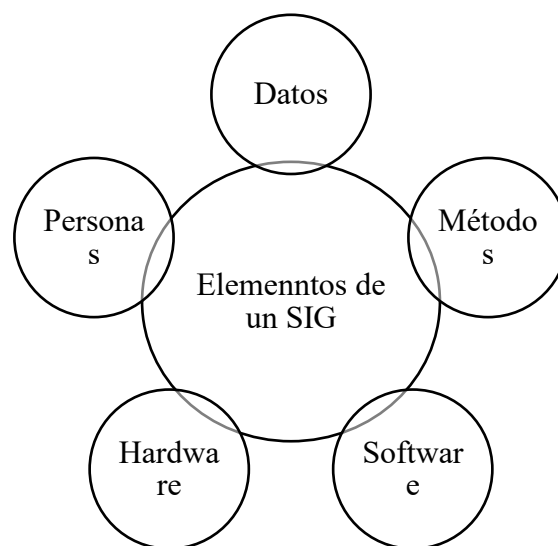 Datos
Persona
s
Método
s
Elemenntos de
un SIG
Hardwa
re
Softwar
e